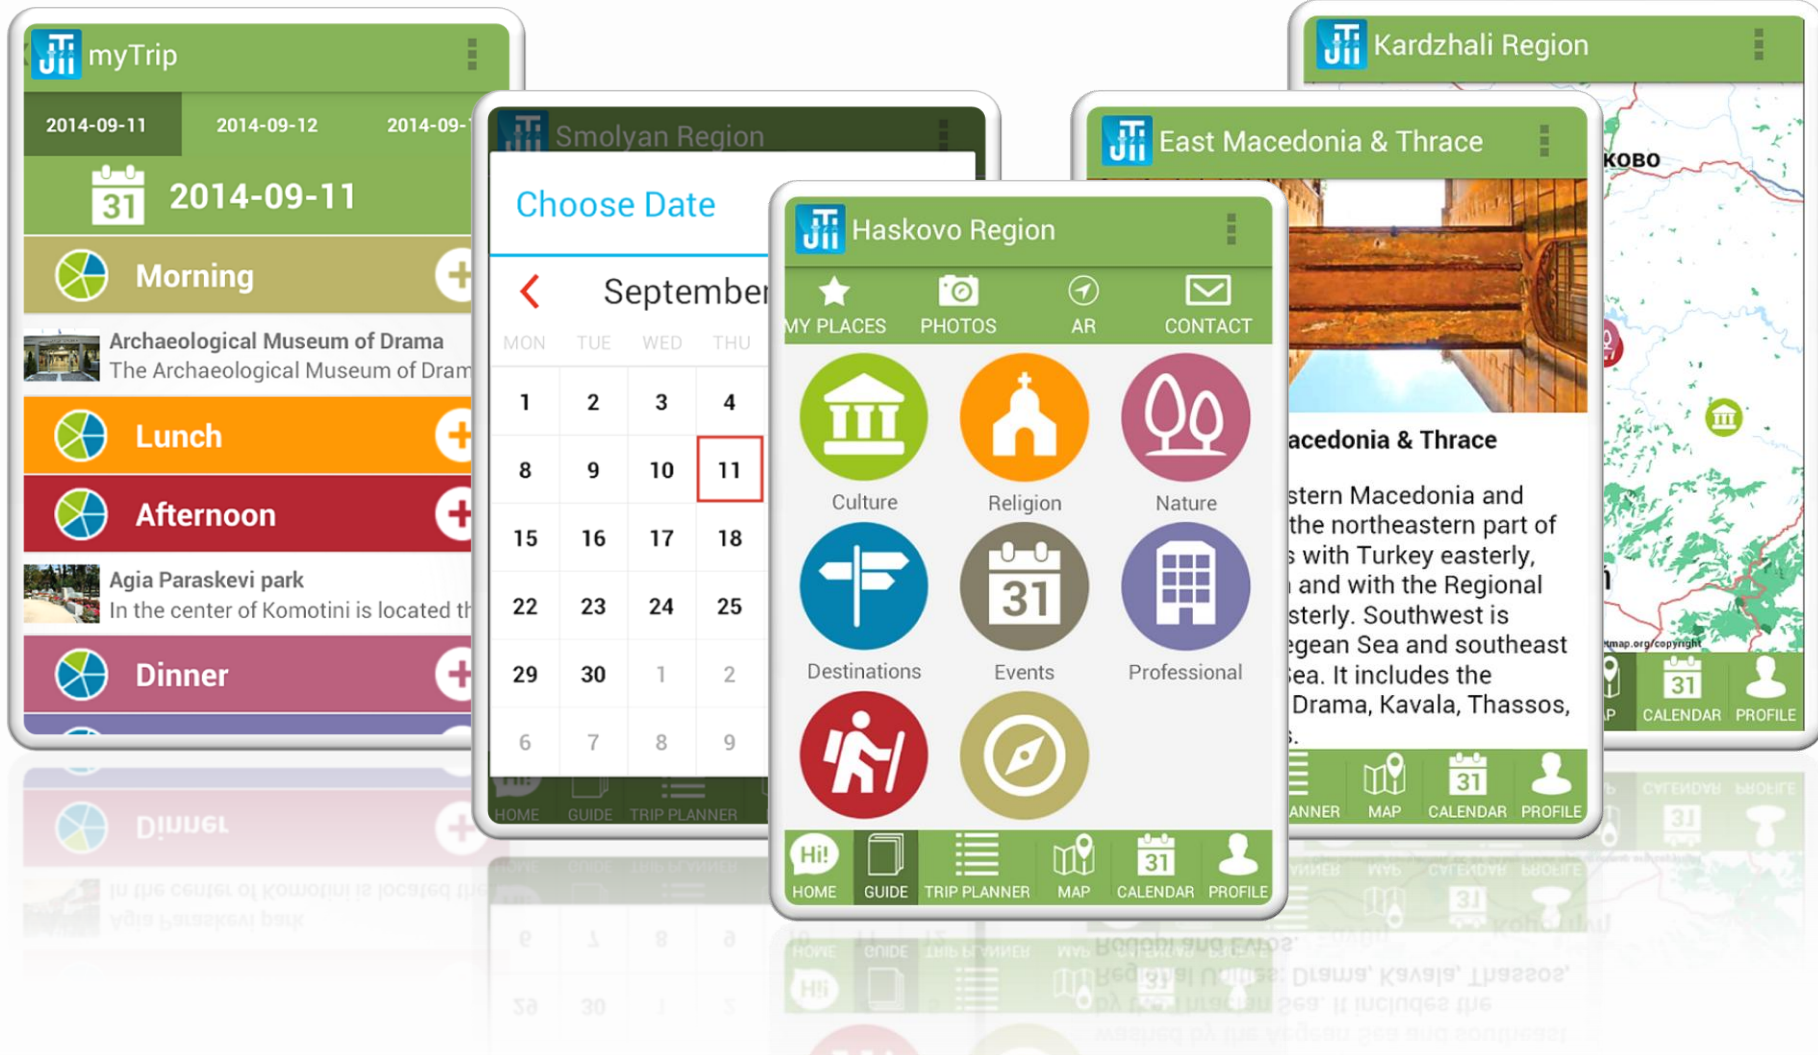 myTrip
2014-09-11
2014-09-12
2014-09-
31
2014-09-11
Morning
Archaeological Museum of Drama
The Archaeological Museum of Dram
Lunch
Afternoon
Agia Paraskevi park
In the center of Komotini is located th
Dinner
Smolyan Region
Choose Date
September
MON TUE WED THU
1 2 3 4
8 9 10 11
15 16 17 18
22 23 24 25
29 30 1 2
6 7 8 9
HOME GUIDE TRIP PLANNER
Haskovo Region
MY PLACES PHOTOS AR CONTACT
Culture Religion Nature
31
Destinations Events Professional
Hi! 31
HOME GUIDE TRIP PLANNER MAP CALENDAR PROFILE
East Macedonia & Thrace
acedonia & Thrace
stern Macedonia and
the northeastern part of
s with Turkey easterly,
and with the Regional
sterly. Southwest is
egean Sea and southeast
ea. It includes the
Drama, Kavala, Thassos,
s.
31
ANNER MAP CALENDAR PROFILE
Kardzhali Region
КОВО
tmap.org/copyright
31
AP CALENDAR PROFILE